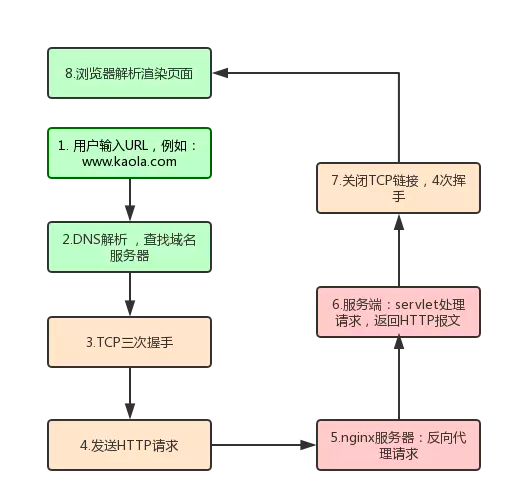 8.浏览器解析渲染页面
1. 用户输入URL，例如：
www.kaola.com
2.DNS解析 ，查找域名
服务器
3.TCP三次握手
4.发送HTTP请求
5.nginx服务器：反向代
理请求
6.服务端：servlet处理
请求，返回HTTP报文
7.关闭TCP链接，4次挥
手